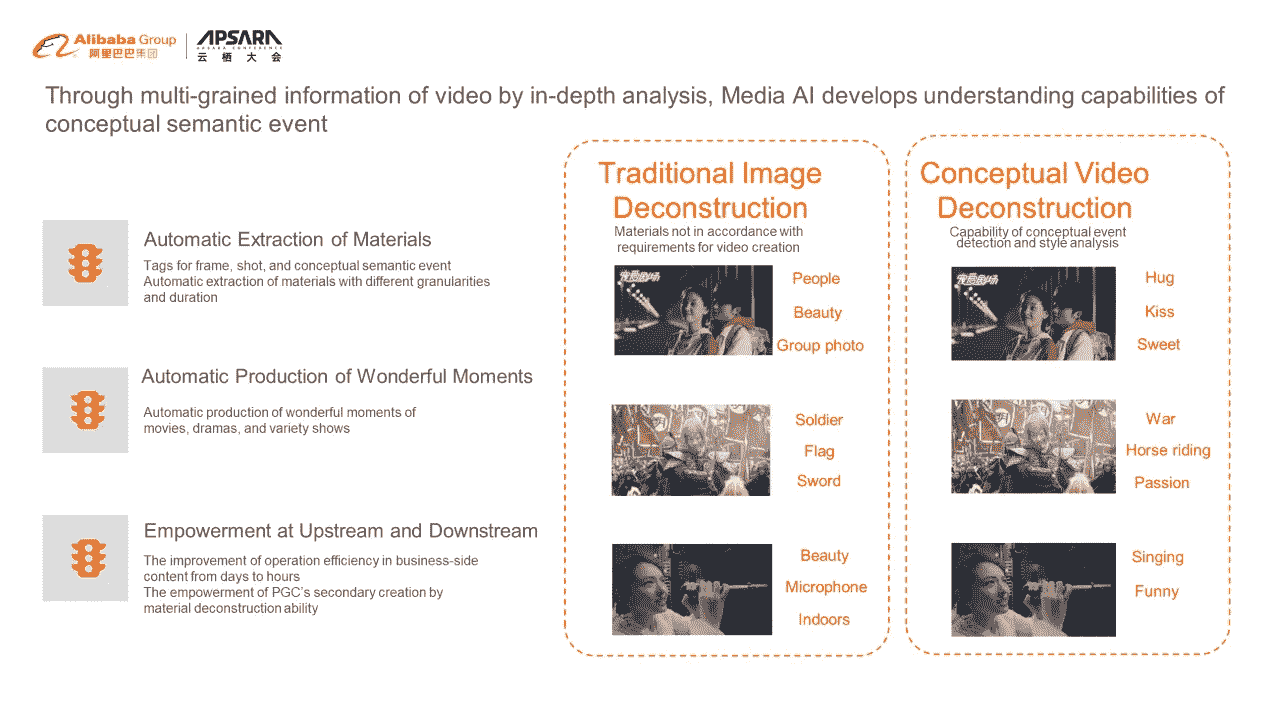 Alibaba Group
阿里巴巴集团
APSARA
APSARA CONFERENCE
云栖大会
Through multi-grained information of video by in-depth analysis, Media AI develops understanding capabilities of
conceptual semantic event
Automatic Extraction of Materials
Tags for frame, shot, and conceptual semantic event
Automatic extraction of materials with different granularities
and duration
Automatic Production of Wonderful Moments
Automatic production of wonderful moments of
movies, dramas, and variety shows
Empowerment at Upstream and Downstream
The improvement of operation efficiency in business-side
content from days to hours
The empowerment of PGC's secondary creation by
material deconstruction ability
Traditional Image
Deconstruction
Materials not in accordance with
requirements for video creation
People
Beauty
Group photo
Soldier
Flag
Sword
Beauty
Microphone
Indoors
Conceptual Video
Deconstruction
Capability of conceptual event
detection and style analysis
Hug
Kiss
Sweet
War
Horse riding
Passion
Singing
Funny